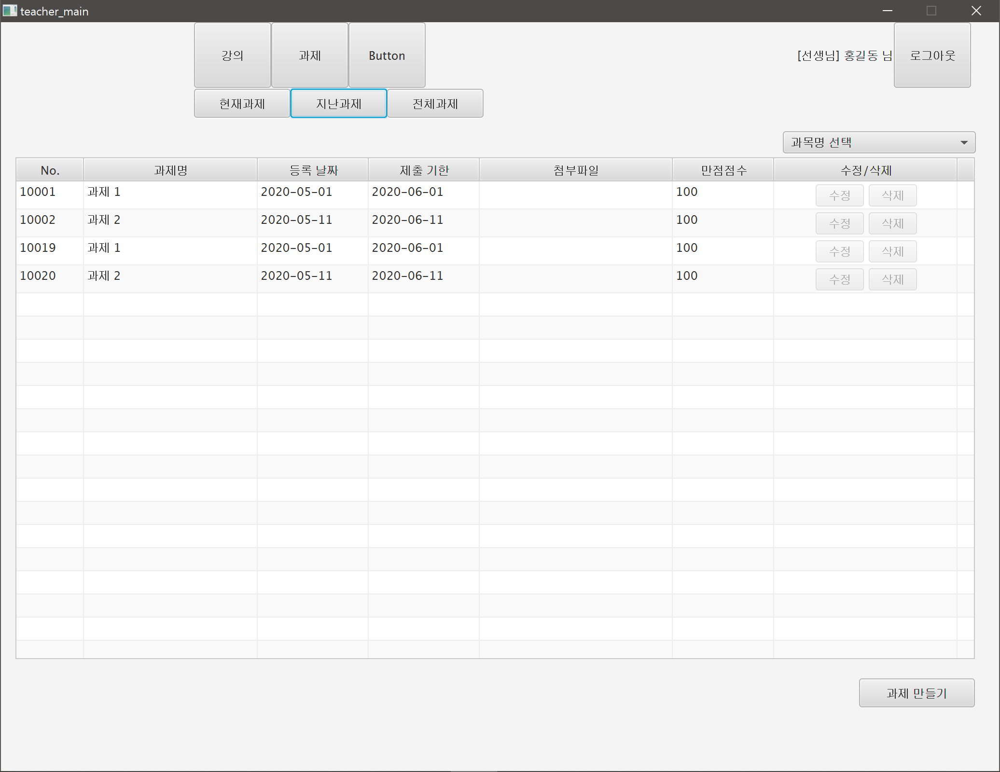 teacher_main
강의 과제 Button [선생님] 홍길동 님 로그아웃
현재과제 지난과제 전체과제
과목명 선택
No. 과제명 등록 날짜 제출 기한 첨부파일 만점점수 수정/삭제
10001 과제 1 2020-05-01 2020-06-01 100 수정 삭제
10002 과제 2 2020-05-11 2020-06-11 100 수정 삭제
10019 과제 1 2020-05-01 2020-06-01 100 수정 삭제
10020 과제 2 2020-05-11 2020-06-11 100 수정 삭제
과제 만들기